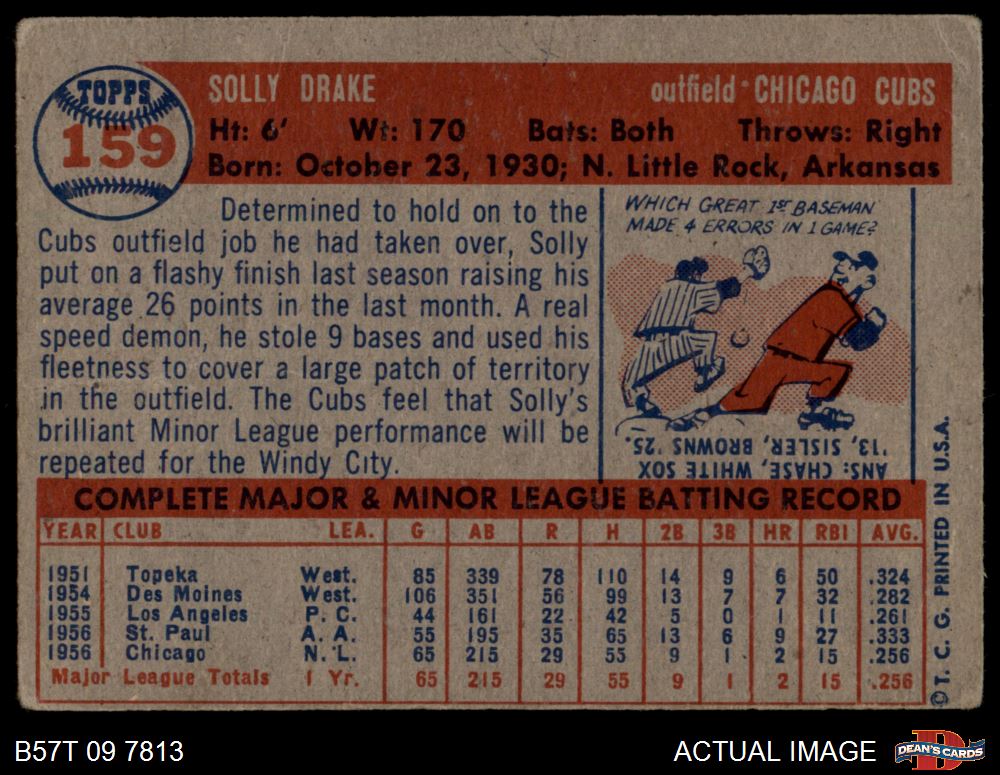 TOPPS
159
SOLLY DRAKE outfield · CHICAGO CUBS
Ht: 6' Wt: 170 Bats: Both Throws: Right
Born: October 23, 1930; N. Little Rock, Arkansas
Determined to hold on to the
Cubs outfield job he had taken over, Solly
put on a flashy finish last season raising his
average 26 points in the last month. A real
speed demon, he stole 9 bases and used his
fleetness to cover a large patch of territory
in the outfield. The Cubs feel that Solly's
brilliant Minor League performance will be
repeated for the Windy City.
WHICH GREAT 1ST BASEMAN
MADE 4 ERRORS IN 1 GAME?
ANS: CHASE, WHITE SOX
'13, SISLER, BROWNS '25.
COMPLETE MAJOR & MINOR LEAGUE BATTING RECORD
YEAR CLUB LEA. G AB R H 2B 3B HR RBI AVG.
1951 Topeka West. 85 339 78 110 14 9 6 50 .324
1954 Des Moines West. 106 351 56 99 13 7 7 32 .282
1955 Los Angeles P. C. 44 161 22 42 5 0 1 11 .261
1956 St. Paul A. A. 55 195 35 65 13 6 9 27 .333
1956 Chicago N. L. 65 215 29 55 9 1 2 15 .256
Major League Totals 1 Yr. 65 215 29 55 9 1 2 15 .256
© T. C. G. PRINTED IN U.S.A.
B57T 09 7813 ACTUAL IMAGE
DEAN'S CARDS